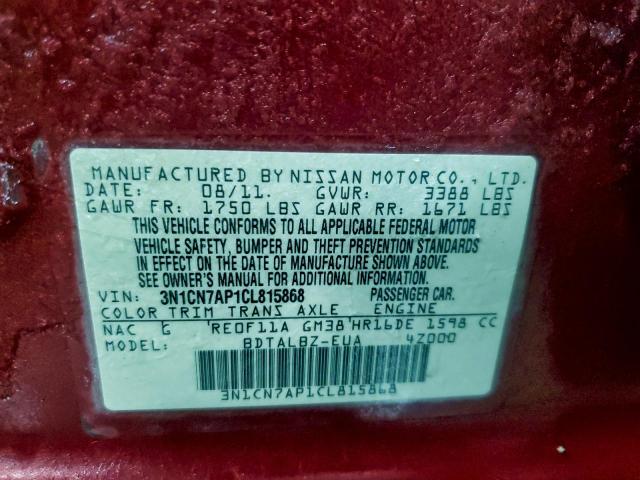 MANUFACTURED BY NISSAN MOTOR CO., LTD.
DATE: 08/11. GVWR: 3388 LBS
GAWR FR: 1750 LBS GAWR RR: 1671 LBS
THIS VEHICLE CONFORMS TO ALL APPLICABLE FEDERAL MOTOR
VEHICLE SAFETY, BUMPER AND THEFT PREVENTION STANDARDS
IN EFFECT ON THE DATE OF MANUFACTURE SHOWN ABOVE.
SEE OWNER'S MANUAL FOR ADDITIONAL INFORMATION.
VIN: 3N1CN7AP1CL815868 PASSENGER CAR.
COLOR TRIM TRANS AXLE ENGINE
NAC G RE0F11A GM38 HR16DE 1598 CC
MODEL: BDTALBZ-EUA 4Z000
3N1CN7AP1CL815868